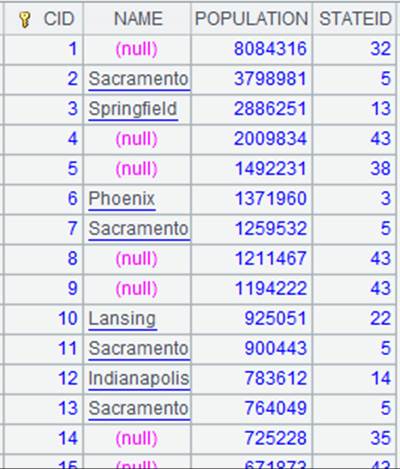 CID NAME POPULATION STATEID
1 (null) 8084316 32
2 Sacramento 3798981 5
3 Springfield 2886251 13
4 (null) 2009834 43
5 (null) 1492231 38
6 Phoenix 1371960 3
7 Sacramento 1259532 5
8 (null) 1211467 43
9 (null) 1194222 43
10 Lansing 925051 22
11 Sacramento 900443 5
12 Indianapolis 783612 14
13 Sacramento 764049 5
14 (null) 725228 35
15 (null) 671873 43